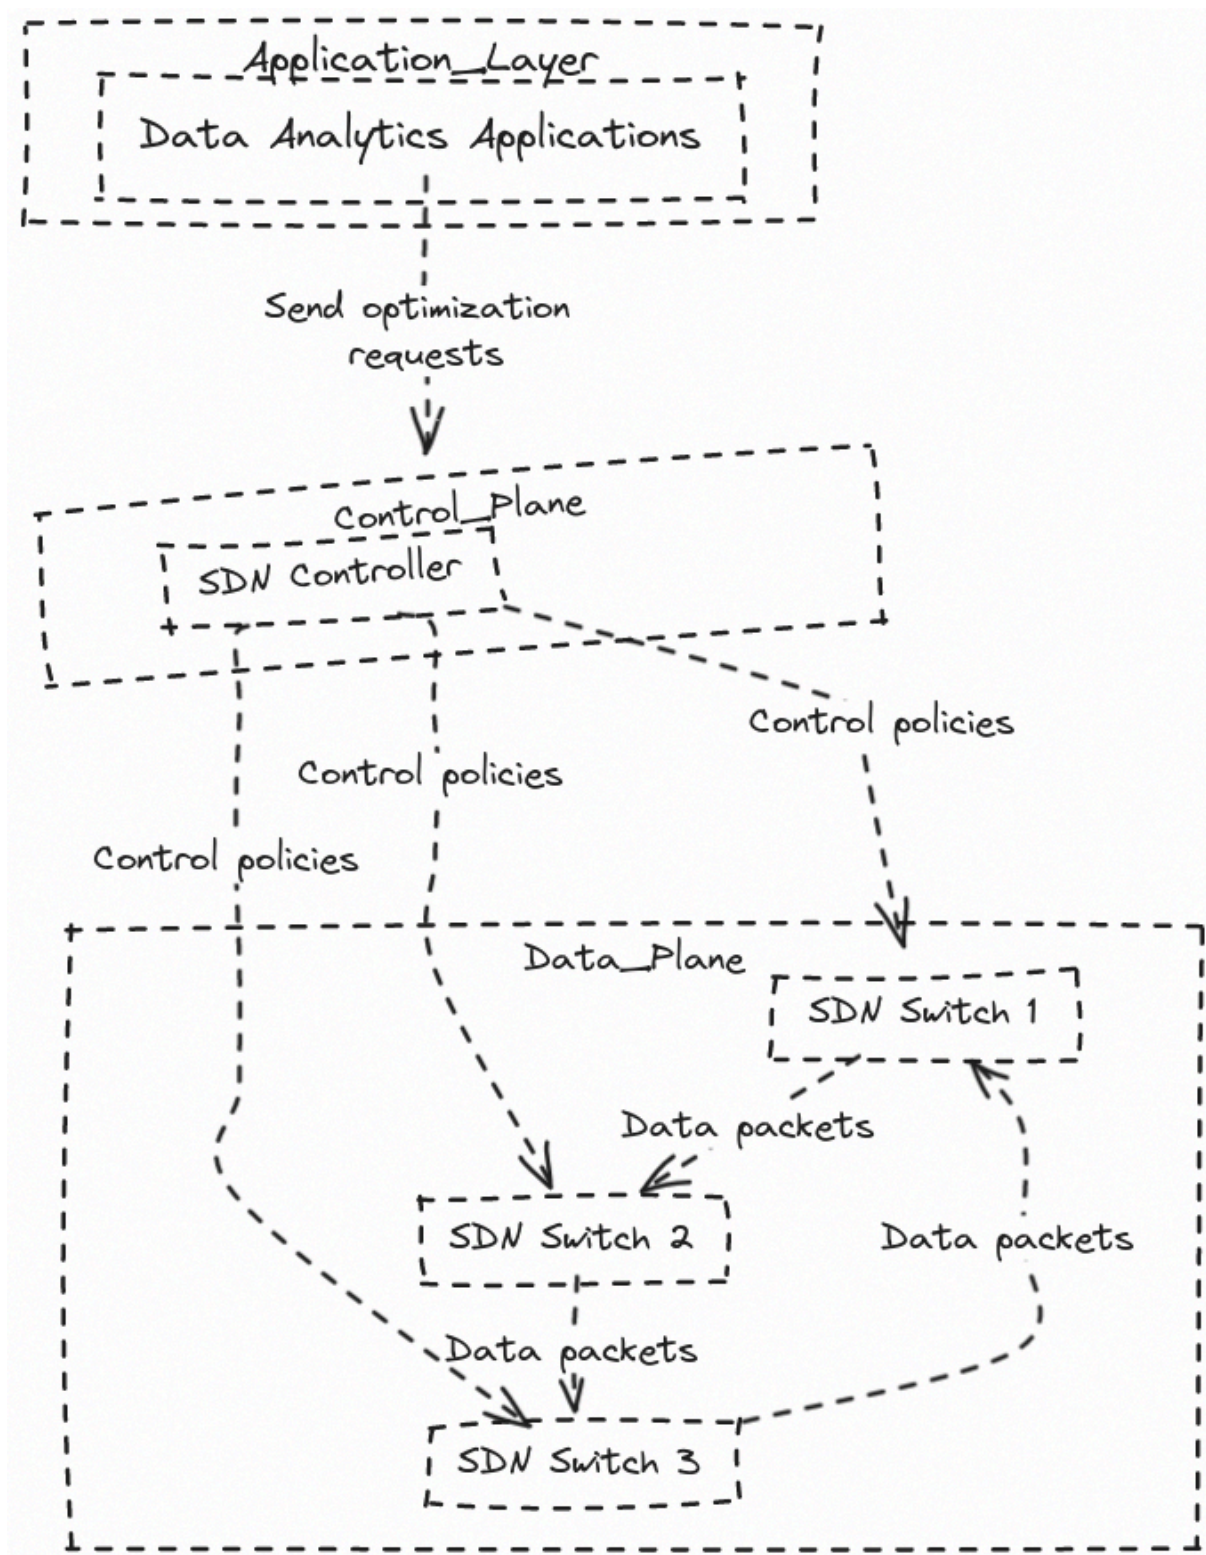 Application_Layer
Data Analytics Applications
Send optimization
requests
Control_Plane
SDN Controller
Control policies
Control policies
Control policies
Data_Plane
SDN Switch 1
Data packets
SDN Switch 2
Data packets
Data packets
SDN Switch 3